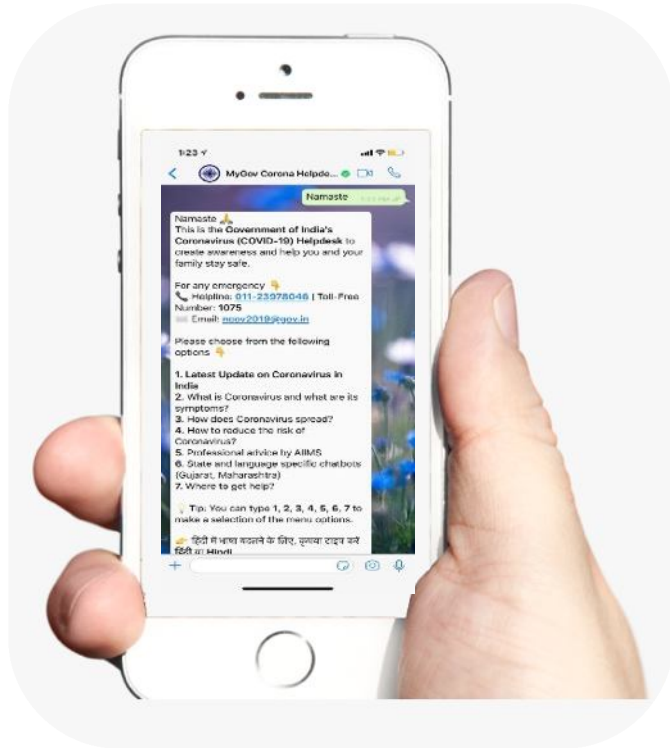 1:23
MyGov Corona Helpde...
Namaste
Namaste 🙏
This is the Government of India's
Coronavirus (COVID-19) Helpdesk to
create awareness and help you and your
family stay safe.
For any emergency 👇
📞 Helpline: 011-23978046 | Toll-Free
Number: 1075
✉️ Email: ncov2019@gov.in
Please choose from the following
options 👇
1. Latest Update on Coronavirus in
India
2. What is Coronavirus and what are its
symptoms?
3. How does Coronavirus spread?
4. How to reduce the risk of
Coronavirus?
5. Professional advice by AIIMS
6. State and language specific chatbots
(Gujarat, Maharashtra)
7. Where to get help?
💡 Tip: You can type 1, 2, 3, 4, 5, 6, 7 to
make a selection of the menu options.
👉 हिंदी में भाषा बदलने के लिए, कृपया टाइप करें
हिंदी या Hindi